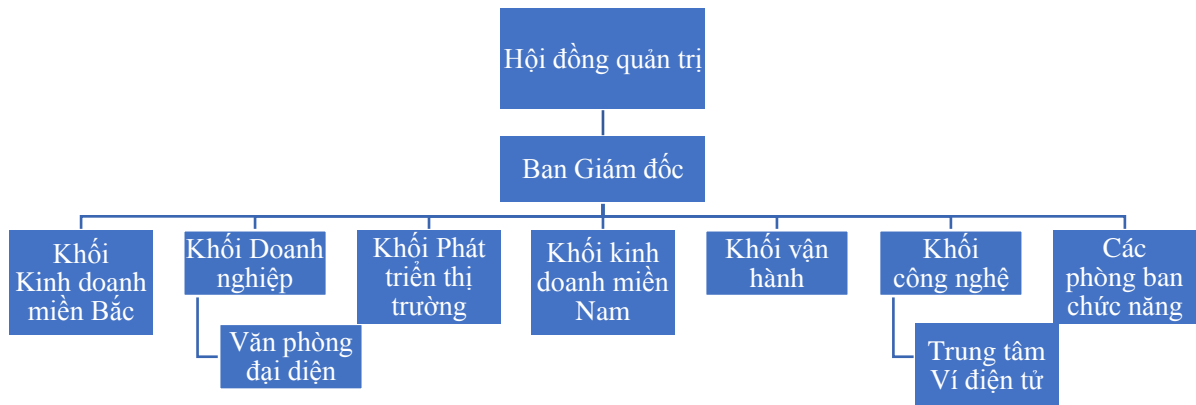 Hội đồng quản trị
Ban Giám đốc
Khối
Kinh doanh
miền Bắc
Khối Doanh
nghiệp
Khối Phát
triển thị
trường
Khối kinh
doanh miền
Nam
Khối vận
hành
Khối
công nghệ
Các
phòng ban
chức năng
Văn phòng
đại diện
Trung tâm
Ví điện tử